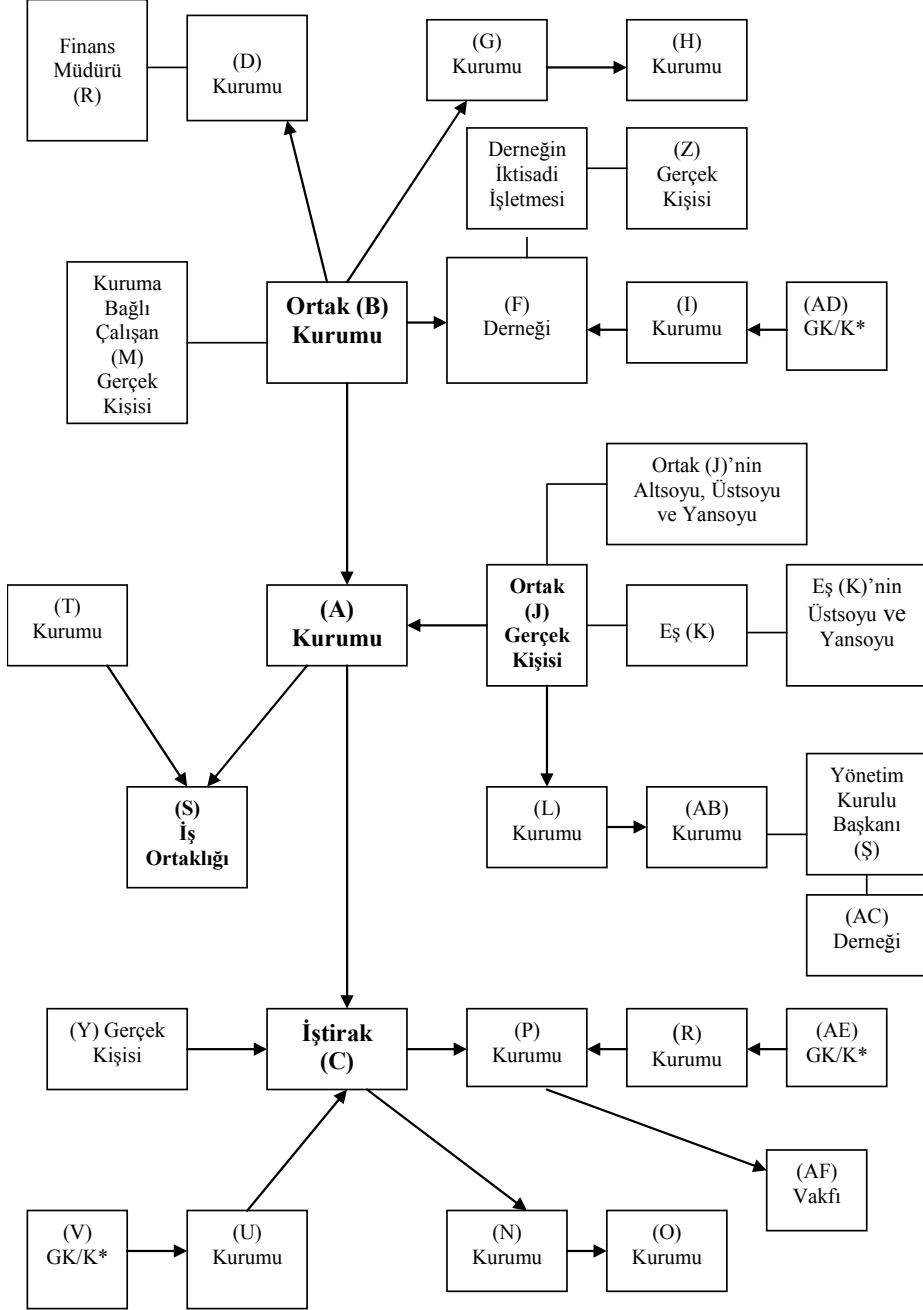 Finans
Müdürü
(R)
(D)
Kurumu
(G)
Kurumu
(H)
Kurumu
Derneğin
İktisadi
İşletmesi
(Z)
Gerçek
Kişisi
Kuruma
Bağlı
Çalışan
(M)
Gerçek
Kişisi
Ortak (B)
Kurumu
(F)
Derneği
(I)
Kurumu
(AD)
GK/K*
Ortak (J)’nin
Altsoyu, Üstsoyu
ve Yansoyu
(T)
Kurumu
(A)
Kurumu
Ortak
(J)
Gerçek
Kişisi
Eş (K)
Eş (K)’nin
Üstsoyu ve
Yansoyu
(S)
İş
Ortaklığı
(L)
Kurumu
(AB)
Kurumu
Yönetim
Kurulu
Başkanı
(Ş)
(AC)
Derneği
(Y) Gerçek
Kişisi
İştirak
(C)
(P)
Kurumu
(R)
Kurumu
(AE)
GK/K*
(AF)
Vakfı
(V)
GK/K*
(U)
Kurumu
(N)
Kurumu
(O)
Kurumu